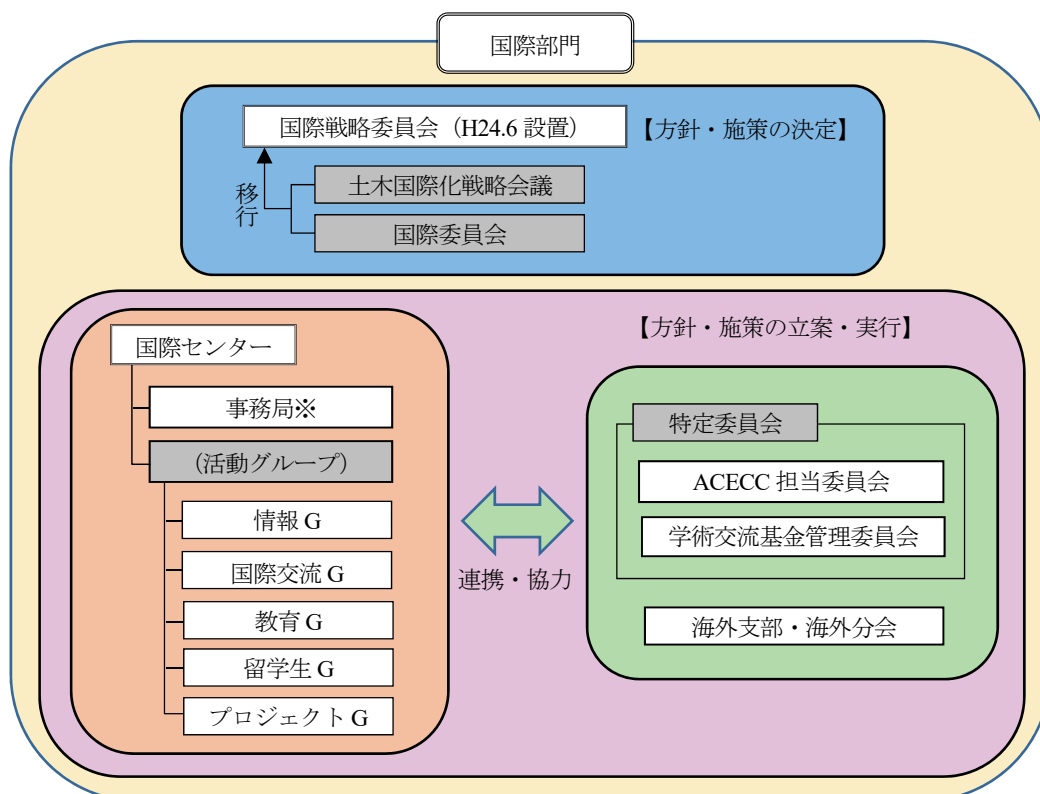 国際部門
国際戦略委員会（H24.6 設置）
【方針・施策の決定】
移行
土木国際化戦略会議
国際委員会
【方針・施策の立案・実行】
国際センター
事務局※
（活動グループ）
情報 G
国際交流 G
教育 G
留学生 G
プロジェクト G
連携・協力
特定委員会
ACECC 担当委員会
学術交流基金管理委員会
海外支部・海外分会